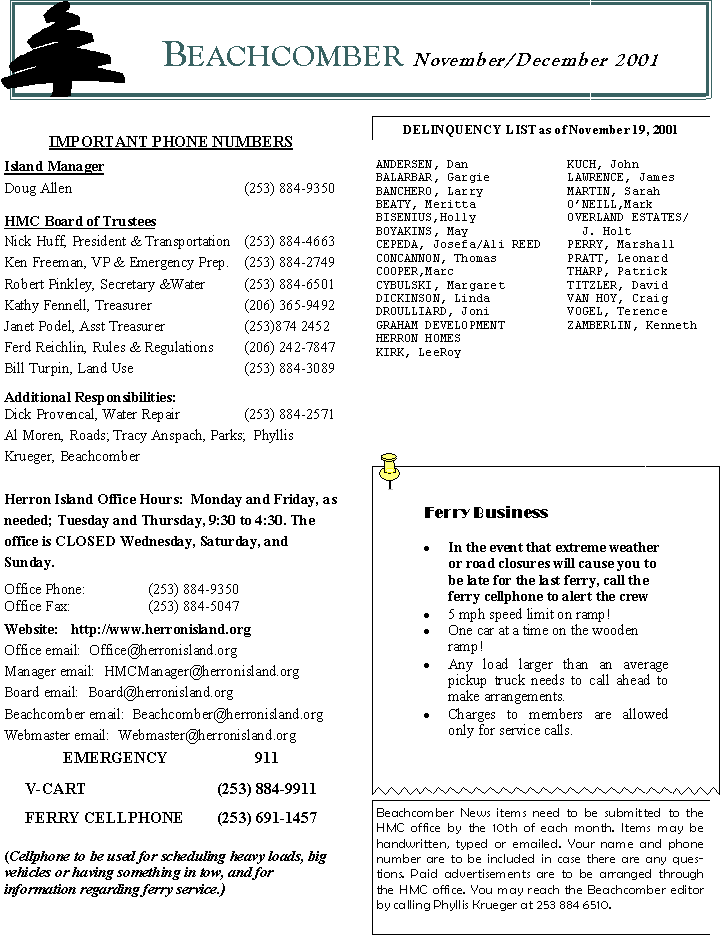 BEACHCOMBER November/December 2001
IMPORTANT PHONE NUMBERS
Island Manager
Doug Allen (253) 884-9350
HMC Board of Trustees
Nick Huff, President & Transportation (253) 884-4663
Ken Freeman, VP & Emergency Prep. (253) 884-2749
Robert Pinkley, Secretary &Water (253) 884-6501
Kathy Fennell, Treasurer (206) 365-9492
Janet Podel, Asst Treasurer (253)874 2452
Ferd Reichlin, Rules & Regulations (206) 242-7847
Bill Turpin, Land Use (253) 884-3089
Additional Responsibilities:
Dick Provencal, Water Repair (253) 884-2571
Al Moren, Roads; Tracy Anspach, Parks; Phyllis
Krueger, Beachcomber
Herron Island Office Hours: Monday and Friday, as
needed; Tuesday and Thursday, 9:30 to 4:30. The
office is CLOSED Wednesday, Saturday, and
Sunday.
Office Phone: (253) 884-9350
Office Fax: (253) 884-5047
Website: http://www.herronisland.org
Office email: Office@herronisland.org
Manager email: HMCManager@herronisland.org
Board email: Board@herronisland.org
Beachcomber email: Beachcomber@herronisland.org
Webmaster email: Webmaster@herronisland.org
EMERGENCY 911
V-CART (253) 884-9911
FERRY CELLPHONE (253) 691-1457
(Cellphone to be used for scheduling heavy loads, big
vehicles or having something in tow, and for
information regarding ferry service.)
DELINQUENCY LIST as of November 19, 2001
ANDERSEN, Dan
BALARBAR, Gargie
BANCHERO, Larry
BEATY, Meritta
BISENIUS,Holly
BOYAKINS, May
CEPEDA, Josefa/Ali REED
CONCANNON, Thomas
COOPER,Marc
CYBULSKI, Margaret
DICKINSON, Linda
DROULLIARD, Joni
GRAHAM DEVELOPMENT
HERRON HOMES
KIRK, LeeRoy
KUCH, John
LAWRENCE, James
MARTIN, Sarah
O'NEILL,Mark
OVERLAND ESTATES/
J. Holt
PERRY, Marshall
PRATT, Leonard
THARP, Patrick
TITZLER, David
VAN HOY, Craig
VOGEL, Terence
ZAMBERLIN, Kenneth
Ferry Business
• In the event that extreme weather
or road closures will cause you to
be late for the last ferry, call the
ferry cellphone to alert the crew
• 5 mph speed limit on ramp!
• One car at a time on the wooden
ramp!
• Any load larger than an average
pickup truck needs to call ahead to
make arrangements.
• Charges to members are allowed
only for service calls.
Beachcomber News items need to be submitted to the
HMC office by the 10th of each month. Items may be
handwritten, typed or emailed. Your name and phone
number are to be included in case there are any ques-
tions. Paid advertisements are to be arranged through
the HMC office. You may reach the Beachcomber editor
by calling Phyllis Krueger at 253 884 6510.